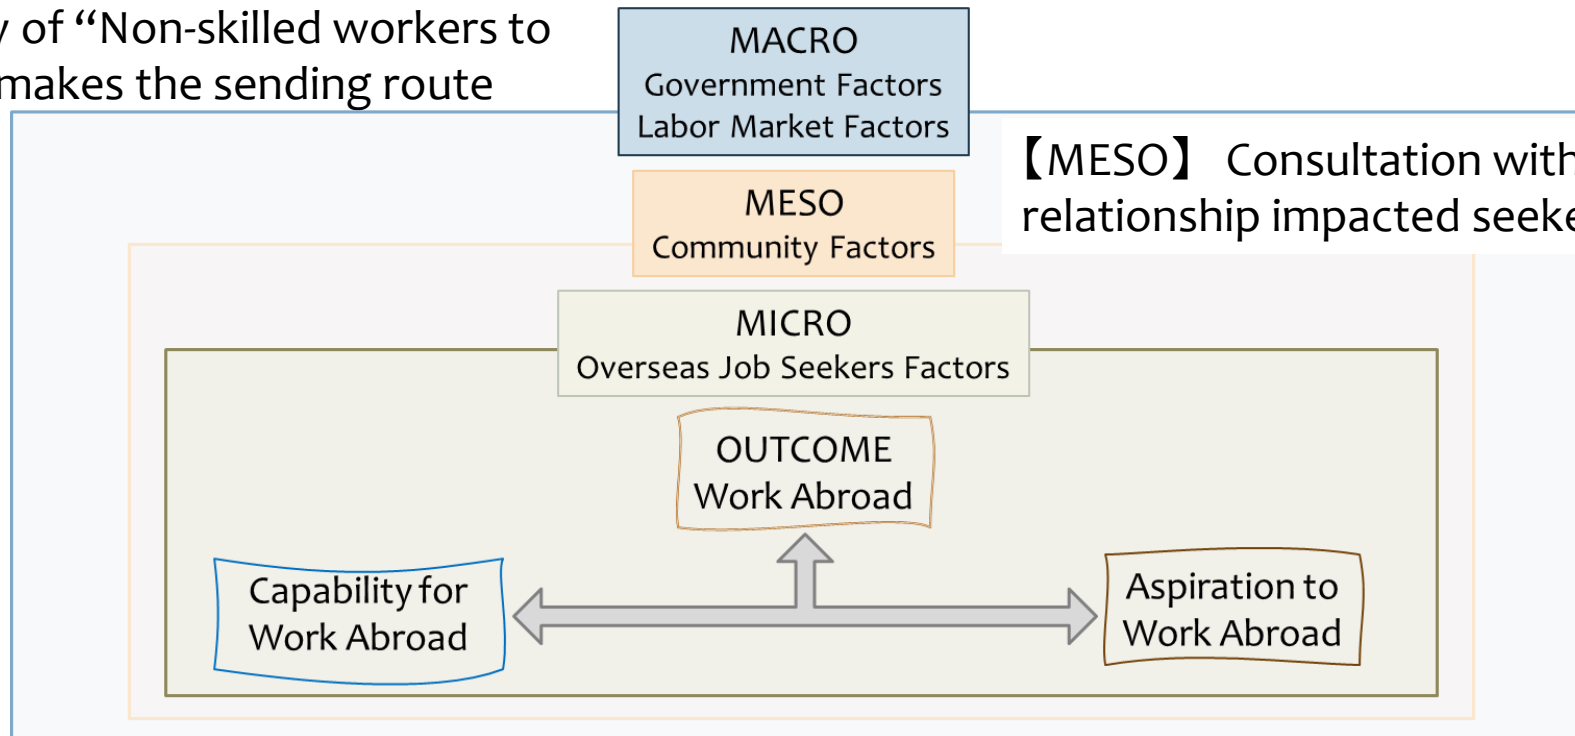 of “Non-skilled workers to
makes the sending route
MACRO
Government Factors
Labor Market Factors
【MESO】 Consultation with
relationship impacted
MESO
Community Factors
MICRO
Overseas Job Seekers Factors
OUTCOME
Work Abroad
Capability for
Work Abroad
Aspiration to
Work Abroad